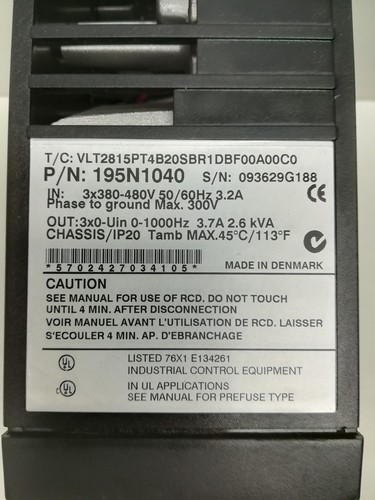 T/C: VLT2815PT4B20SBR1DBF00A00C0
P/N: 195N1040 S/N: 093629G188
IN: 3x380-480V 50/60Hz 3.2A
Phase to ground Max. 300V
CE
OUT:3x0-Uin 0-1000Hz 3.7A 2.6 kVA
CHASSIS/IP20 Tamb MAX.45°C/113°F
*5702427034105*
MADE IN DENMARK
CAUTION
SEE MANUAL FOR USE OF RCD. DO NOT TOUCH
UNTIL 4 MIN. AFTER DISCONNECTION
VOIR MANUEL AVANT L'UTILISATION DE RCD. LAISSER
S'ECOULER 4 MIN. AP. D'EBRANCHAGE
UL LISTED 76X1 E134261
INDUSTRIAL CONTROL EQUIPMENT
c UL IN UL APPLICATIONS
SEE MANUAL FOR PREFUSE TYPE